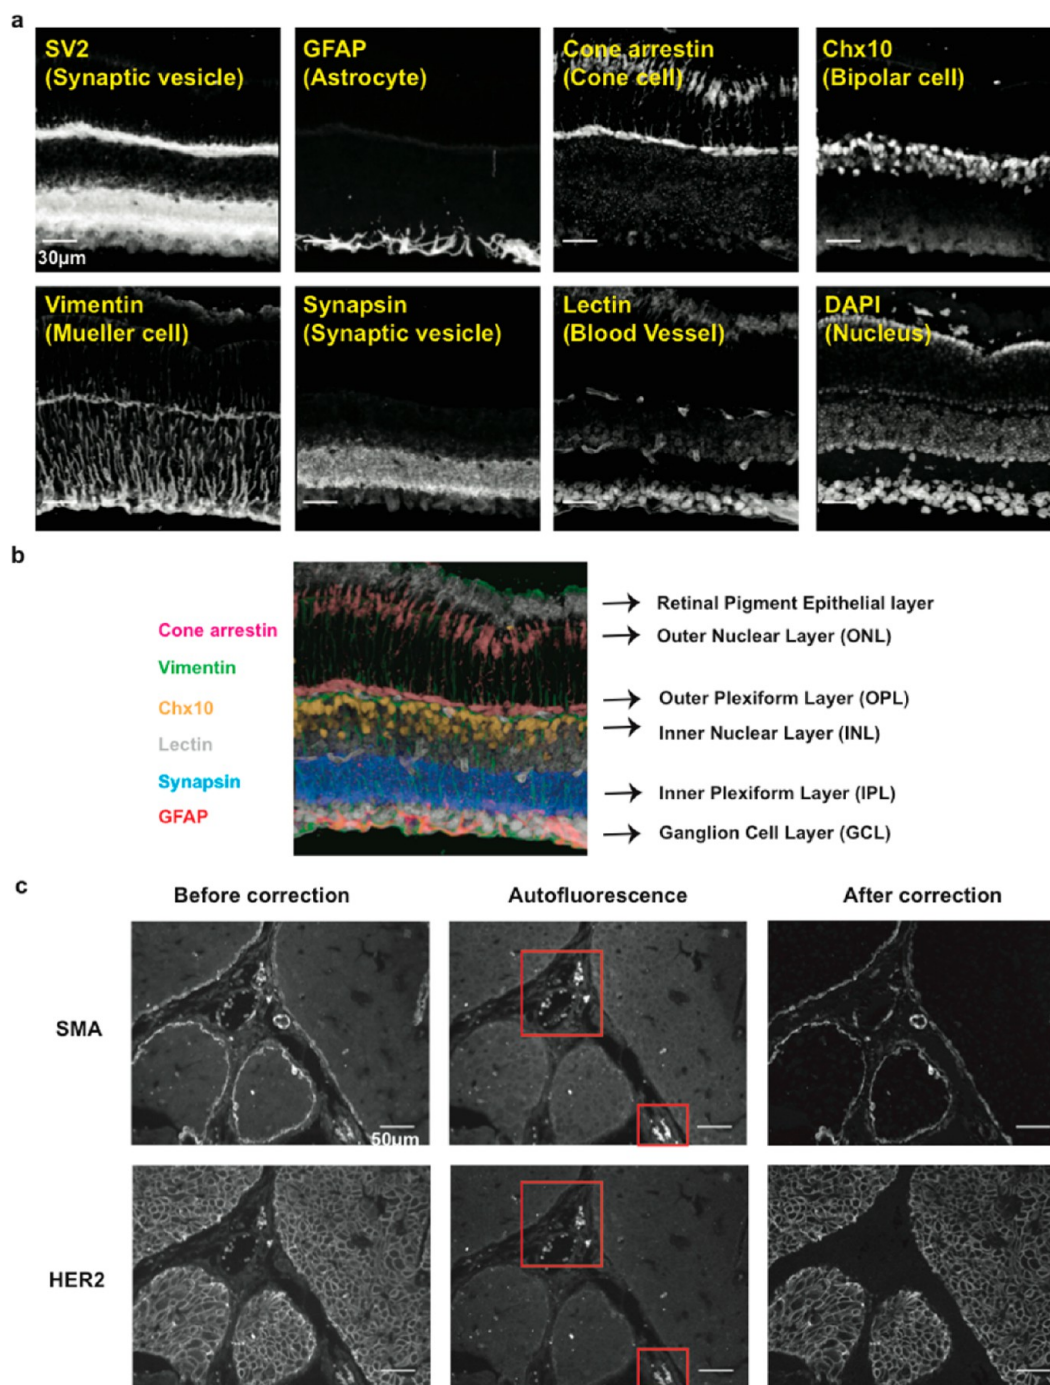 a
SV2
(Synaptic vesicle)
GFAP
(Astrocyte)
Cone arrestin
(Cone cell)
Chx10
(Bipolar cell)
30µm
Vimentin
(Mueller cell)
Synapsin
(Synaptic vesicle)
Lectin
(Blood Vessel)
DAPI
(Nucleus)
b
Cone arrestin
Vimentin
Chx10
Lectin
Synapsin
GFAP
Retinal Pigment Epithelial layer
Outer Nuclear Layer (ONL)
Outer Plexiform Layer (OPL)
Inner Nuclear Layer (INL)
Inner Plexiform Layer (IPL)
Ganglion Cell Layer (GCL)
c
Before correction
Autofluorescence
After correction
SMA
50µm
HER2